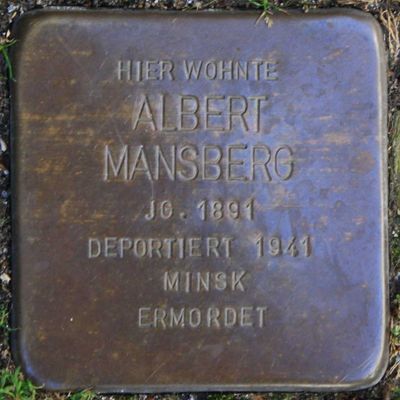 HIER WOHNTE
ALBERT
MANSBERG
JG. 1891
DEPORTIERT 1941
MINSK
ERMORDET